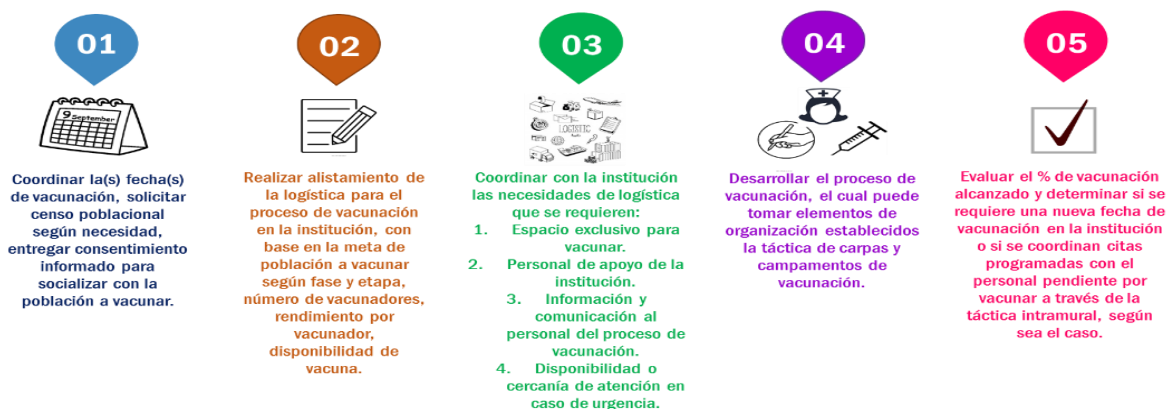 01
9 September
Coordinar la(s) fecha(s)
de vacunación, solicitar
censo poblacional
según necesidad,
entregar consentimiento
informado para
socializar con la
población a vacunar.
02
Realizar alistamiento de
la logística para el
proceso de vacunación
en la institución, con
base en la meta de
población a vacunar
según fase y etapa,
número de vacunadores,
rendimiento por
vacunador,
disponibilidad de
vacuna.
03
LOGISTIC
Coordinar con la institución
las necesidades de logística
que se requieren:
1. Espacio exclusivo para
vacunar.
2. Personal de apoyo de la
institución.
3. Información y
comunicación al
personal del proceso de
vacunación.
4. Disponibilidad o
cercanía de atención en
caso de urgencia.
04
Desarrollar el proceso de
vacunación, el cual puede
tomar elementos de
organización establecidos
la táctica de carpas y
campamentos de
vacunación.
05
Evaluar el % de vacunación
alcanzado y determinar si se
requiere una nueva fecha de
vacunación en la institución
o si se coordinan citas
programadas con el
personal pendiente por
vacunar a través de la
táctica intramural, según
sea el caso.